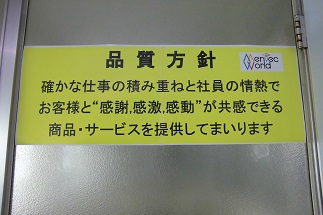 品質方針
MenTec
World
確かな仕事の積み重ねと社員の情熱で
お客様と“感謝,感激,感動”が共感できる
商品・サービスを提供してまいります